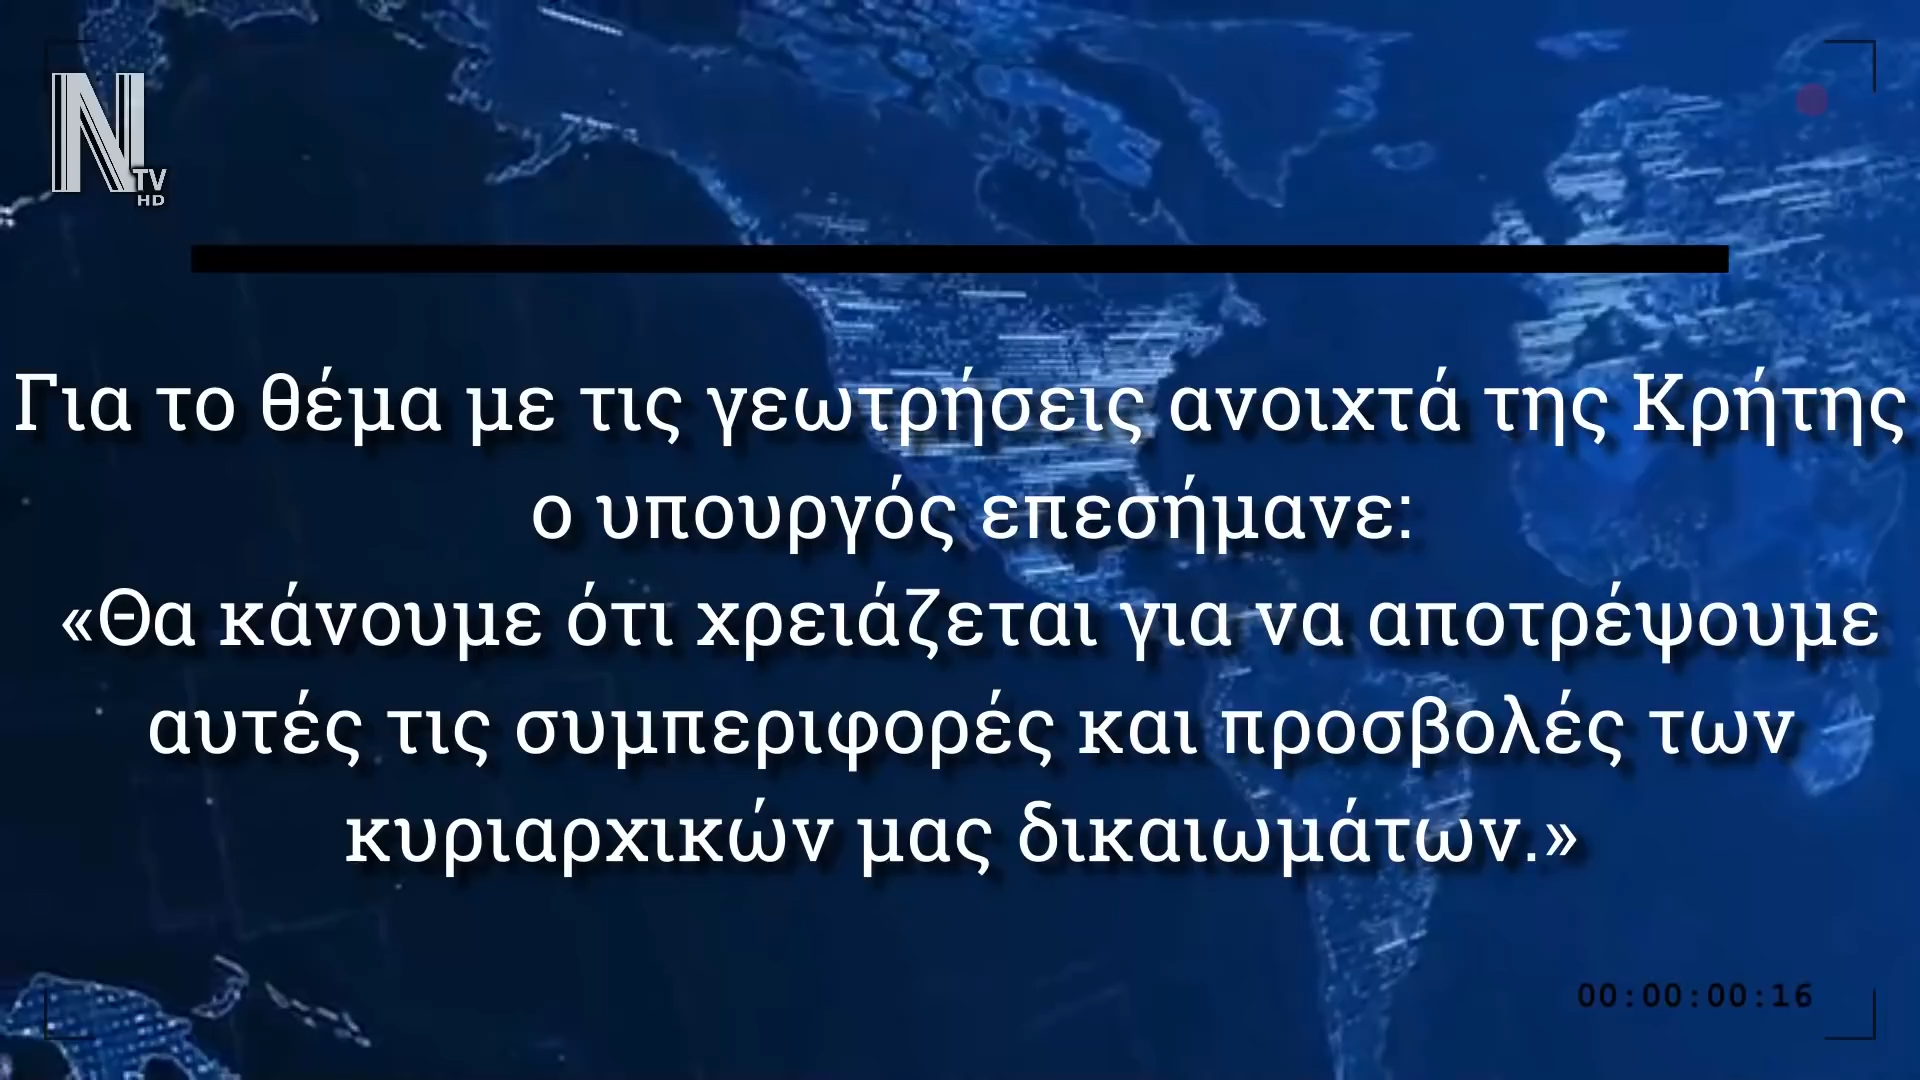 N
TV
HD
Για το θέμα με τις γεωτρήσεις ανοιχτά της Κρήτης
ο υπουργός επεσήμανε:
«Θα κάνουμε ότι χρειάζεται για να αποτρέψουμε
αυτές τις συμπεριφορές και προσβολές των
κυριαρχικών μας δικαιωμάτων.»
00:00:00:16